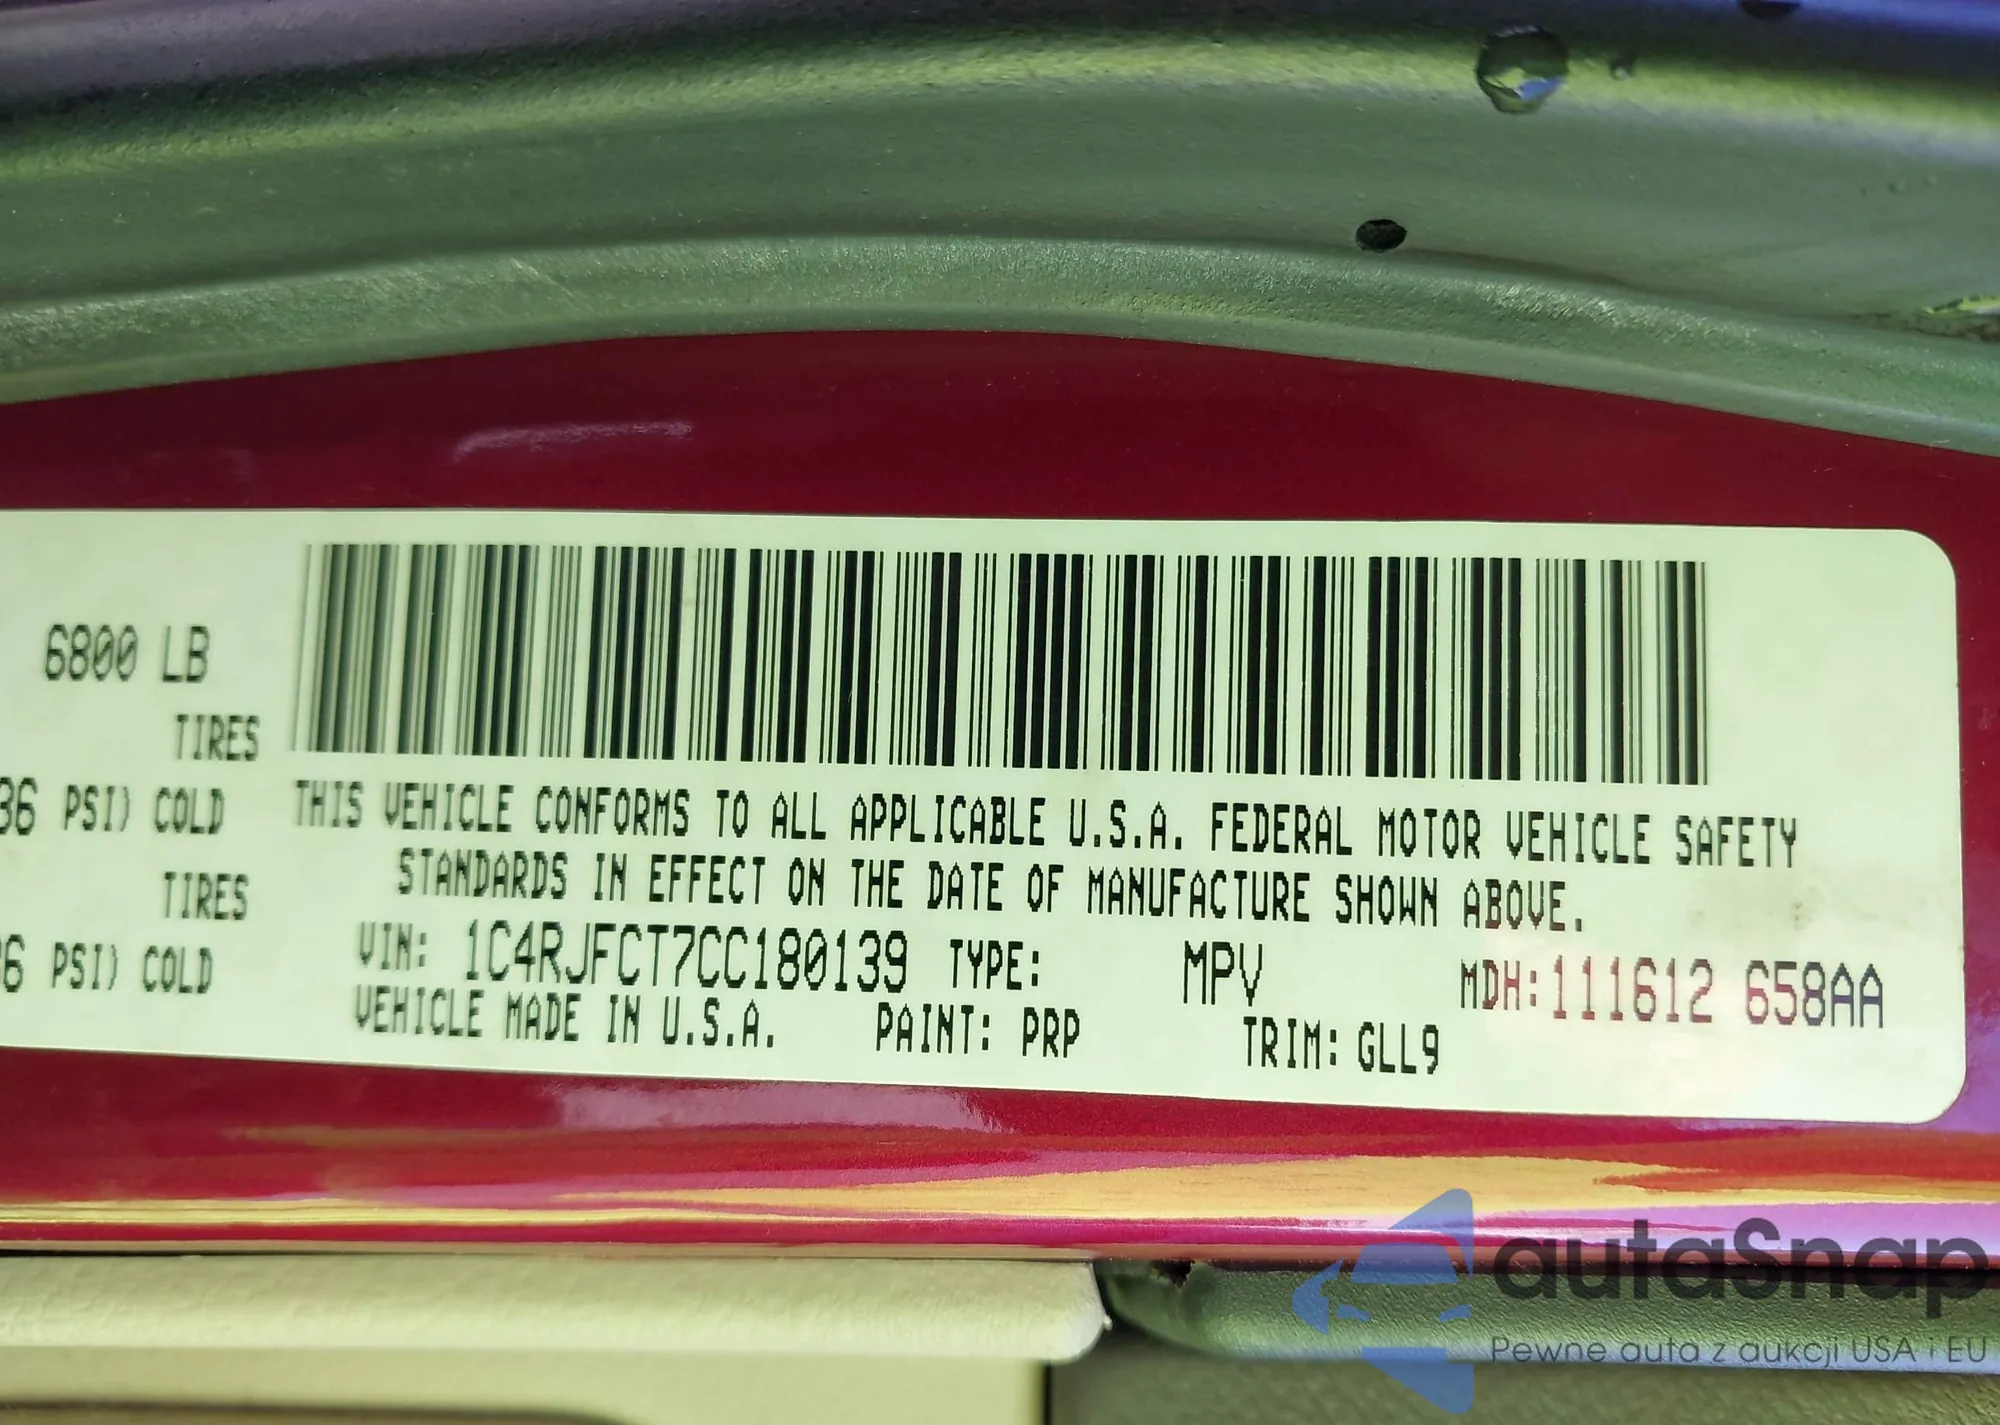 6800 LB
TIRES
36 PSI) COLD
TIRES
PSI) COLD
THIS VEHICLE CONFORMS TO ALL APPLICABLE U.S.A. FEDERAL MOTOR VEHICLE SAFETY
STANDARDS IN EFFECT ON THE DATE OF MANUFACTURE SHOWN ABOVE.
VIN: 1C4RJFCT7CC180139 TYPE: MPV MDH:111612 658AA
VEHICLE MADE IN U.S.A. PAINT: PRP TRIM: GLL9
autaSnap
Pewne auta z aukcji USA i EU